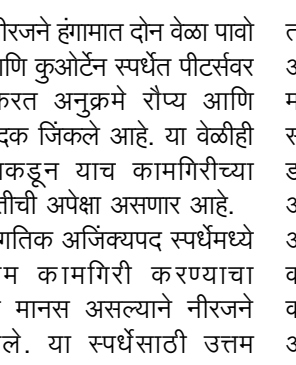 ीरजने हंगामात दोन वेळा पावो
णि कुओर्टेन स्पर्धेत पीटर्सवर
करत अनुक्रमे रौप्य आणि
दक जिंकले आहे. या वेळीही
कडून याच कामगिरीच्या
तीची अपेक्षा असणार आहे.
गतिक अजिंक्यपद स्पर्धेमध्ये
म कामगिरी करण्याचा
मानस असल्याने नीरजने
ले. या स्पर्धेसाठी उत्तम